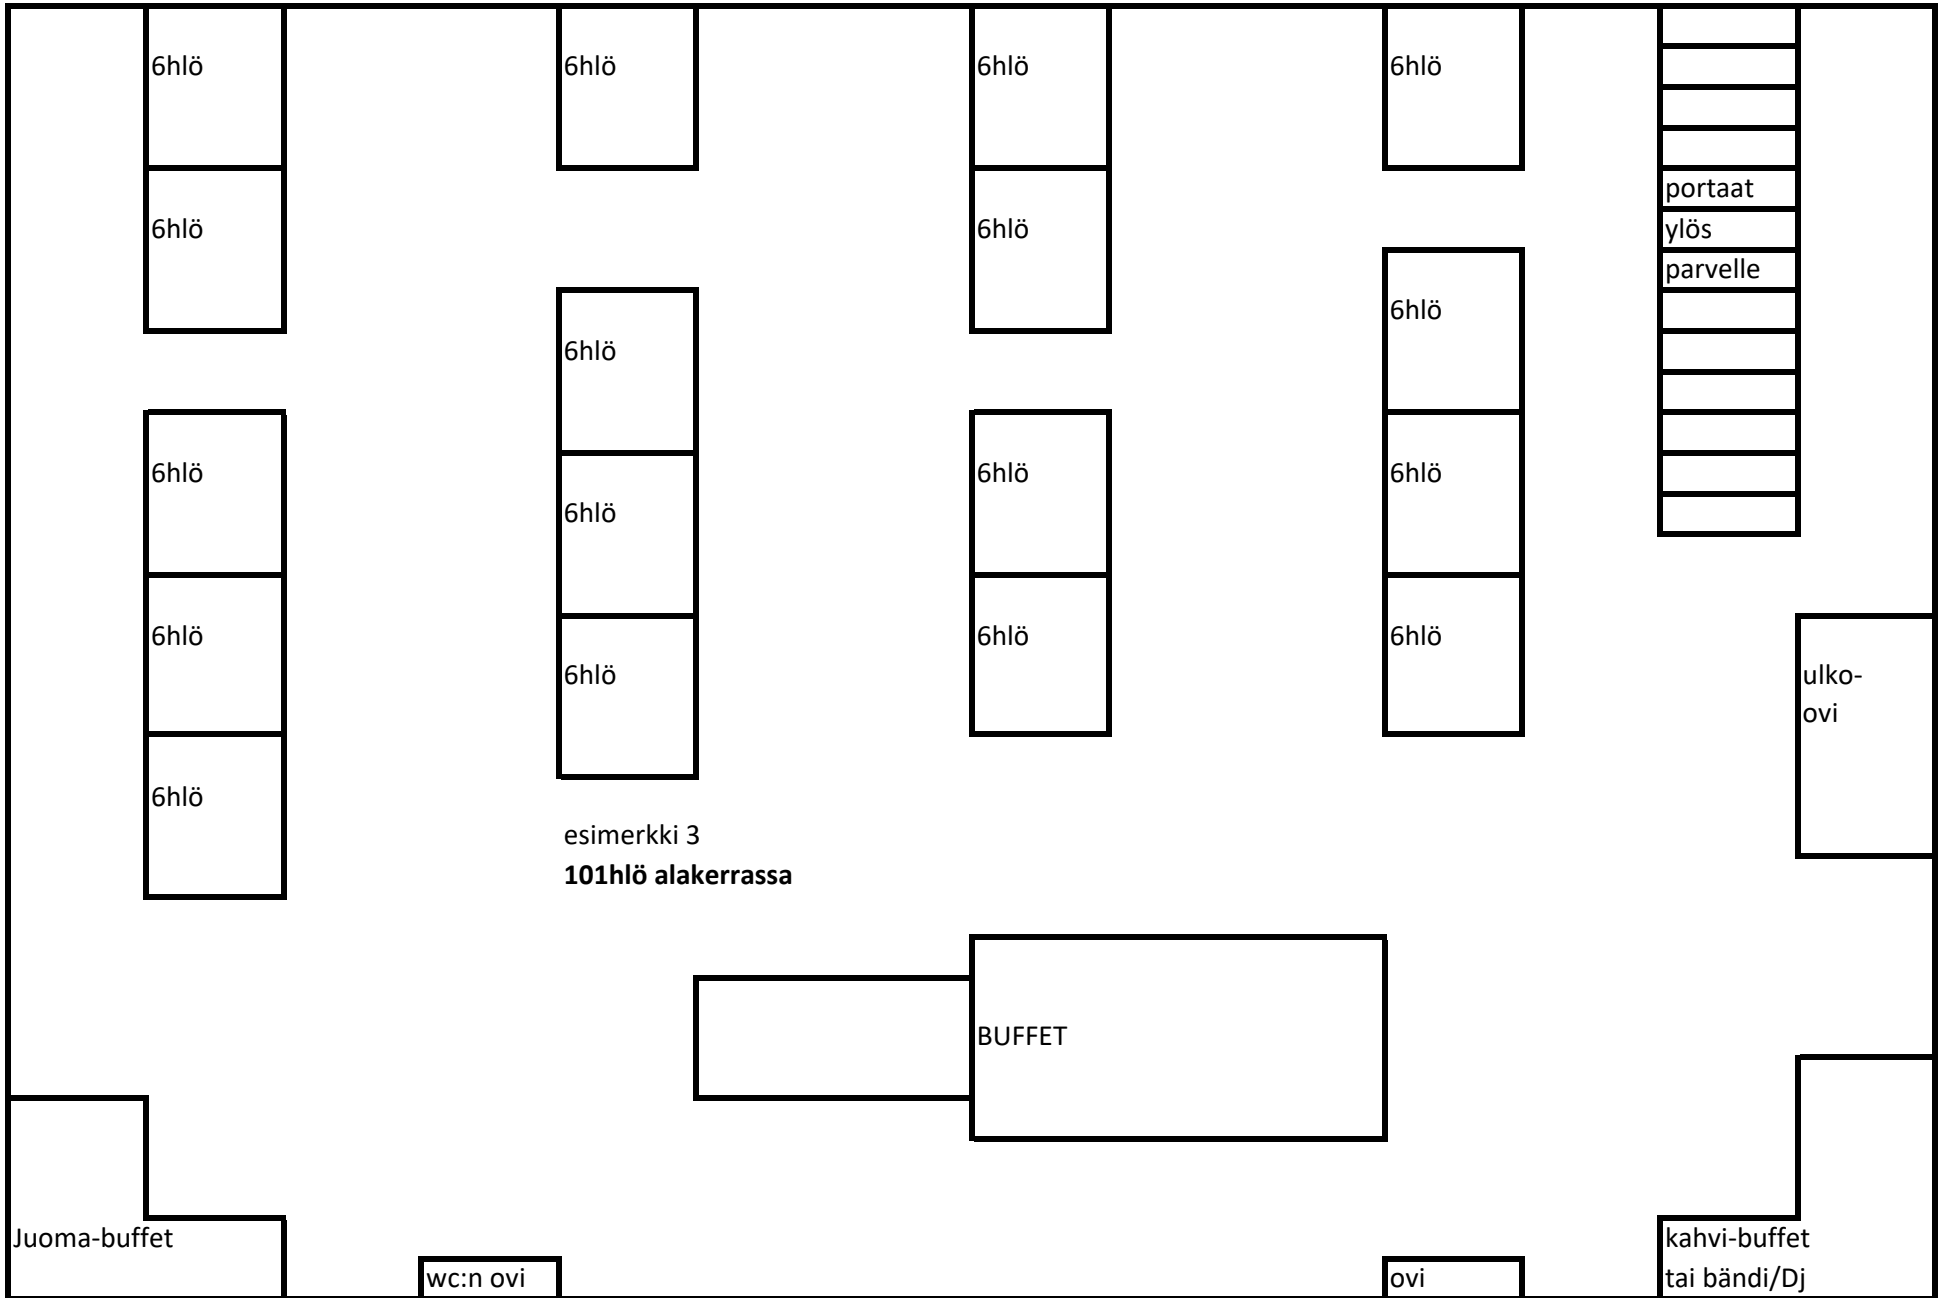 6hlö
6hlö
6hlö
6hlö
portaat
6hlö
6hlö
ylös
parvelle
6hlö
6hlö
6hlö
6hlö
6hlö
6hlö
6hlö
6hlö
6hlö
6hlö
6hlö
ulko-
ovi
6hlö
esimerkki 3
101hlö alakerrassa
BUFFET
Juoma-buffet
kahvi-buffet
wc:n ovi
ovi
tai bändi/Dj